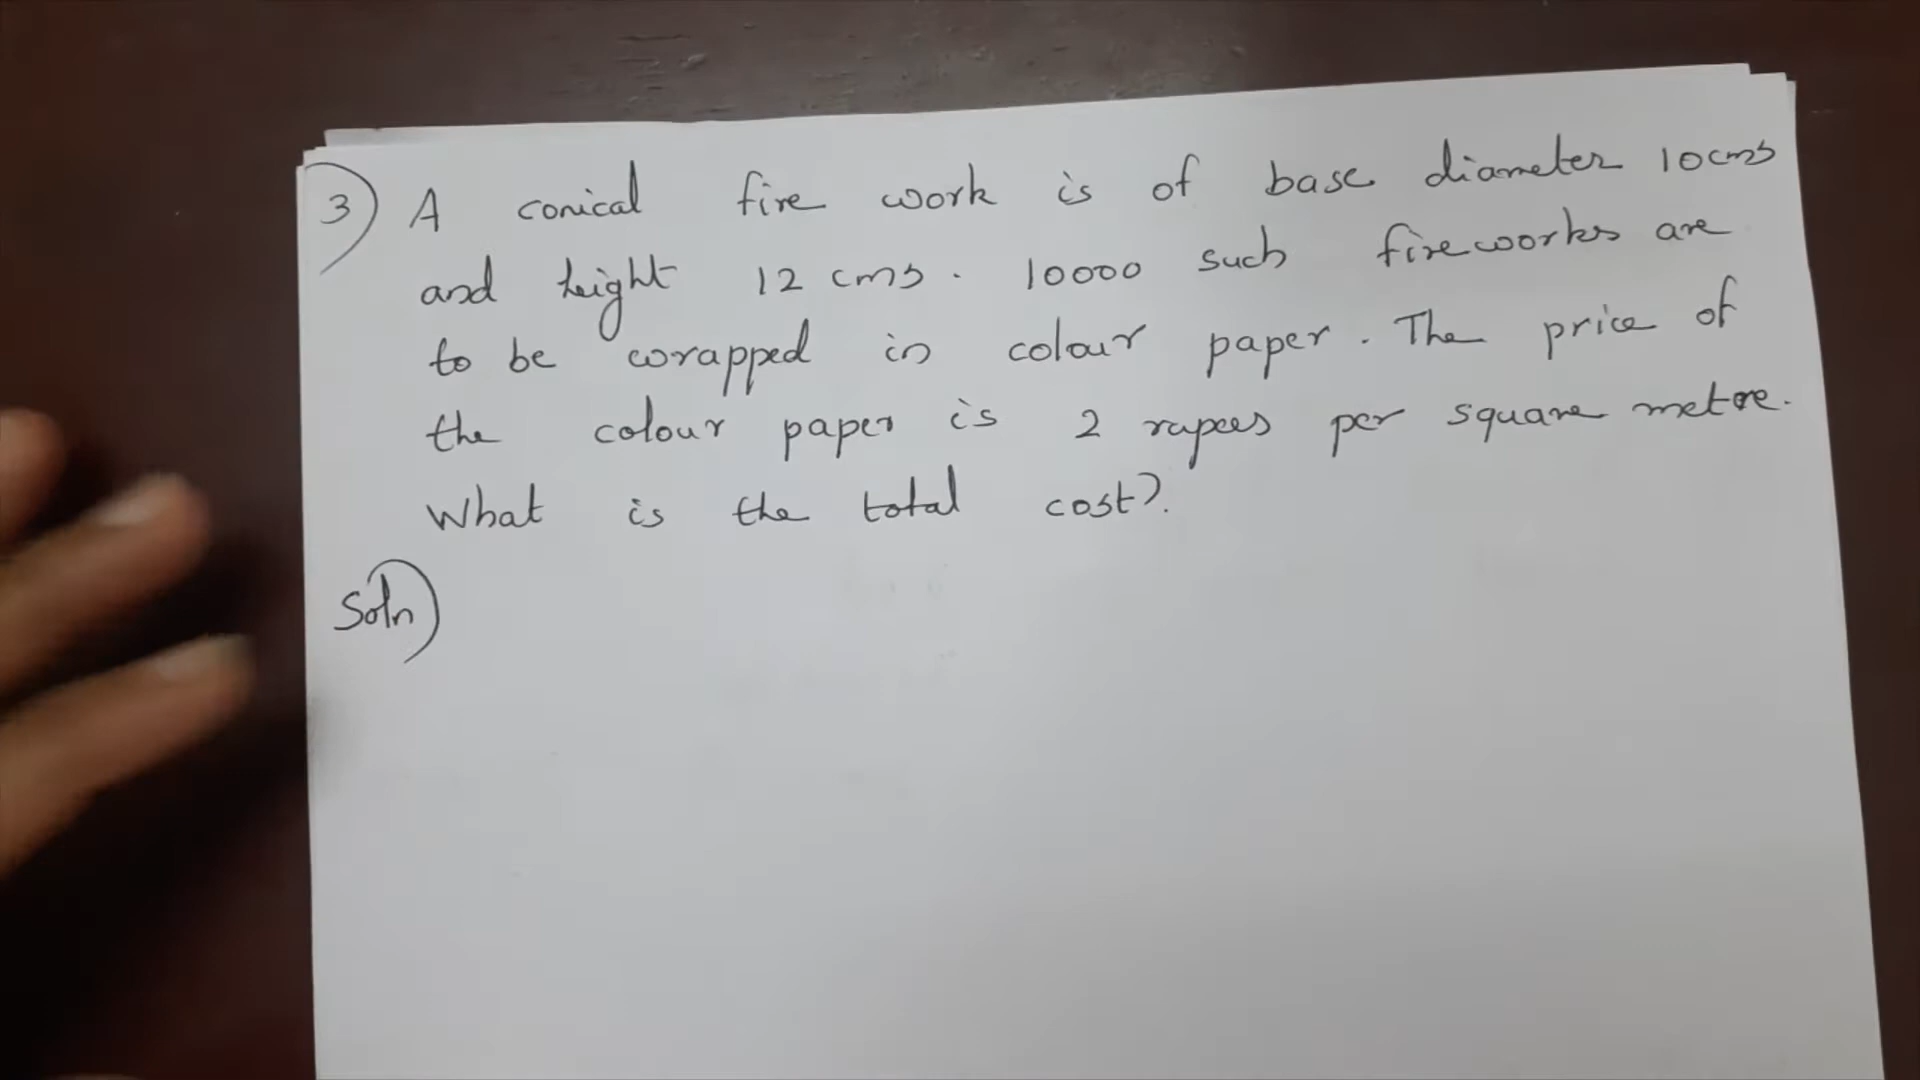 3) A conical fire work is of base diameter 10cms
and height 12 cms. 10000 such fireworks are
to be wrapped in colour paper. The price of
the colour paper is 2 rupees per square metre.
What is the total cost?
Soln)